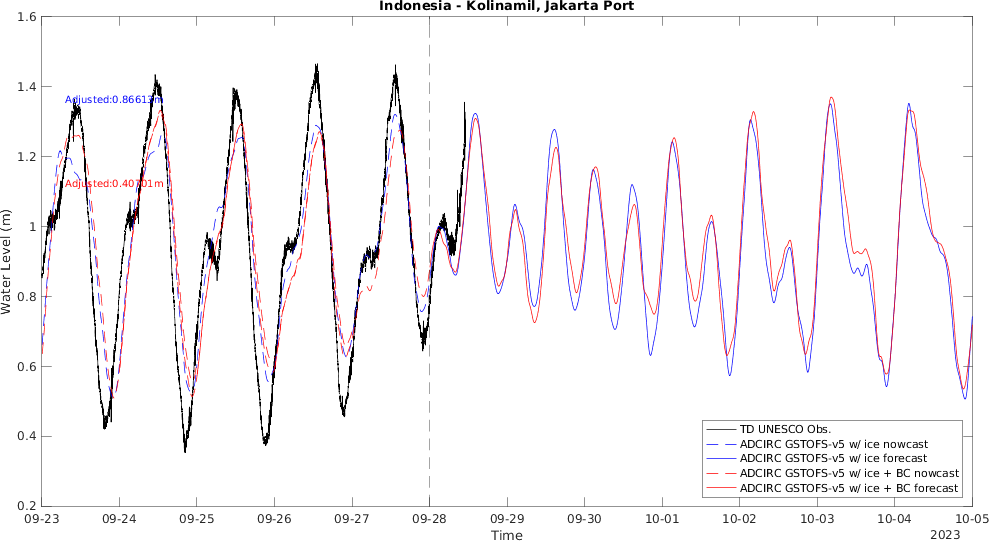 Indonesia - Kolinamil, Jakarta Port
1.6
1.4
1.2
1
0.8
0.6
0.4
0.2
Water Level (m)
Adjusted:0.86613m
Adjusted:0.40701m
TD UNESCO Obs.
ADCIRC GSTOFS-v5 w/ ice nowcast
ADCIRC GSTOFS-v5 w/ ice forecast
ADCIRC GSTOFS-v5 w/ ice + BC nowcast
ADCIRC GSTOFS-v5 w/ ice + BC forecast
09-23 09-24 09-25 09-26 09-27 09-28 09-29 09-30 10-01 10-02 10-03 10-04 10-05
Time
2023